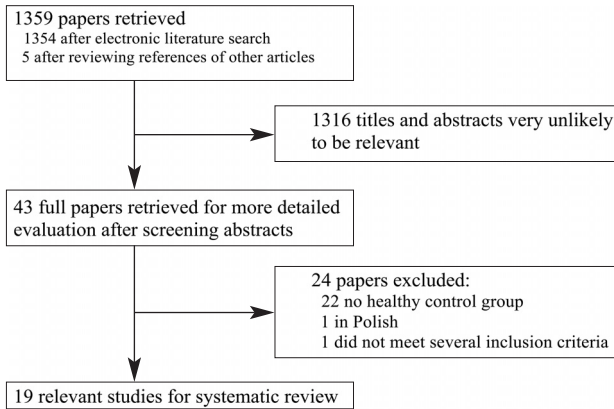 1359 papers retrieved
1354 after electronic literature search
5 after reviewing references of other articles
1316 titles and abstracts very unlikely
to be relevant
43 full papers retrieved for more detailed
evaluation after screening abstracts
24 papers excluded:
22 no healthy control group
1 in Polish
1 did not meet several inclusion criteria
19 relevant studies for systematic review